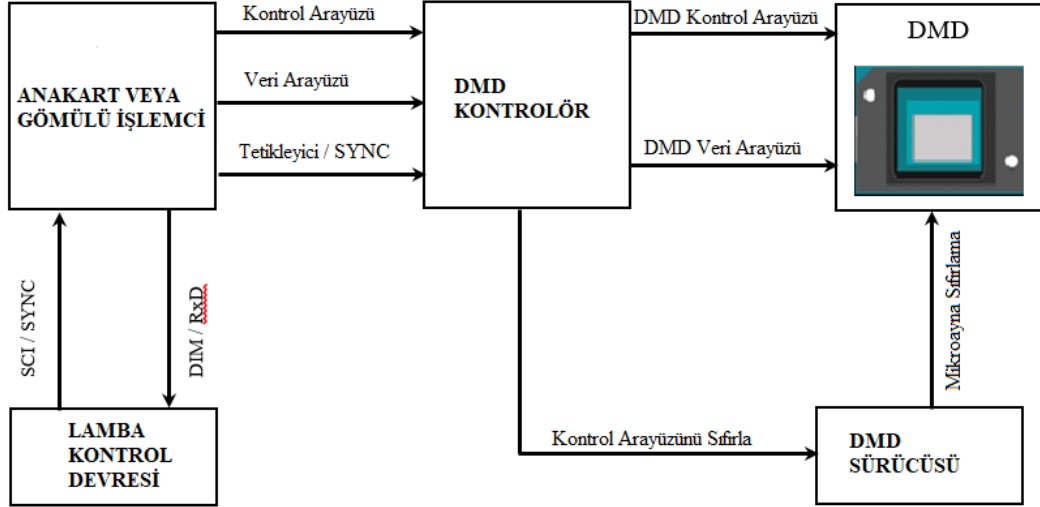 Kontrol Arayüzü
DMD Kontrol Arayüzü
DMD
ANAKART VEYA
GÖMÜLÜ İŞLEMCİ
Veri Arayüzü
DMD
KONTROLÖR
Tetikleyici / SYNC
DMD Veri Arayüzü
SCI / SYNC
DIM / RxD
Mikroayna Sıfırlama
LAMBA
KONTROL
DEVRESİ
Kontrol Arayüzünü Sıfırla
DMD
SÜRÜCÜSÜ